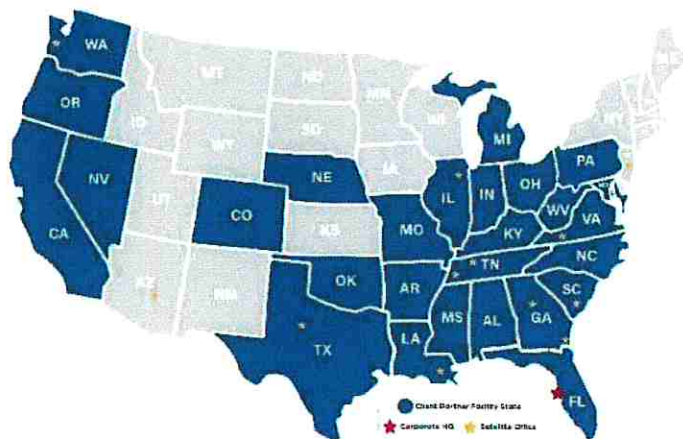 WA
MT
ND
MN
OR
ID
SD
WI
NY
WY
MI
IA
PA
NE
NV
IL
IN
OH
UT
CO
WV
VA
CA
KS
MO
KY
NC
TN
OK
AZ
NM
AR
SC
MS
AL
GA
LA
TX
FL
Client Partner Facility State
Corporate HQ
Satellite Office